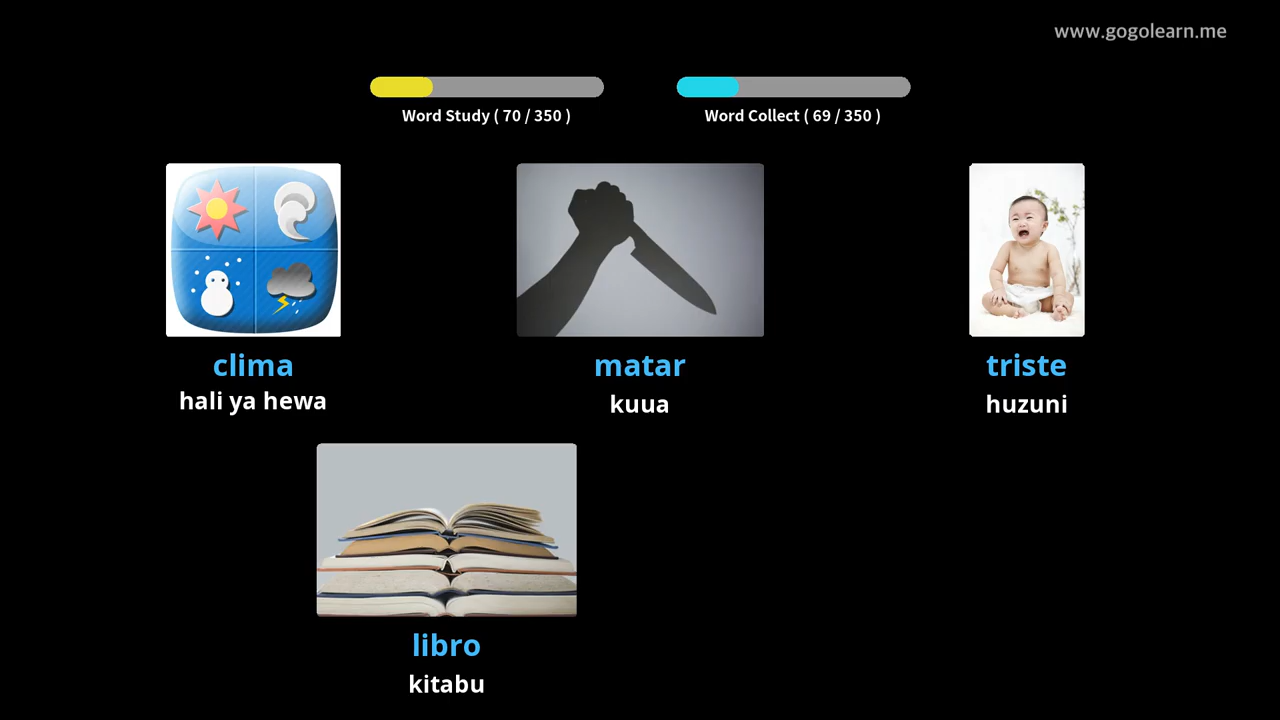 www.gogolearn.me
Word Study ( 70 / 350 )
Word Collect ( 69 / 350 )
clima
hali ya hewa
matar
kuua
triste
huzuni
libro
kitabu